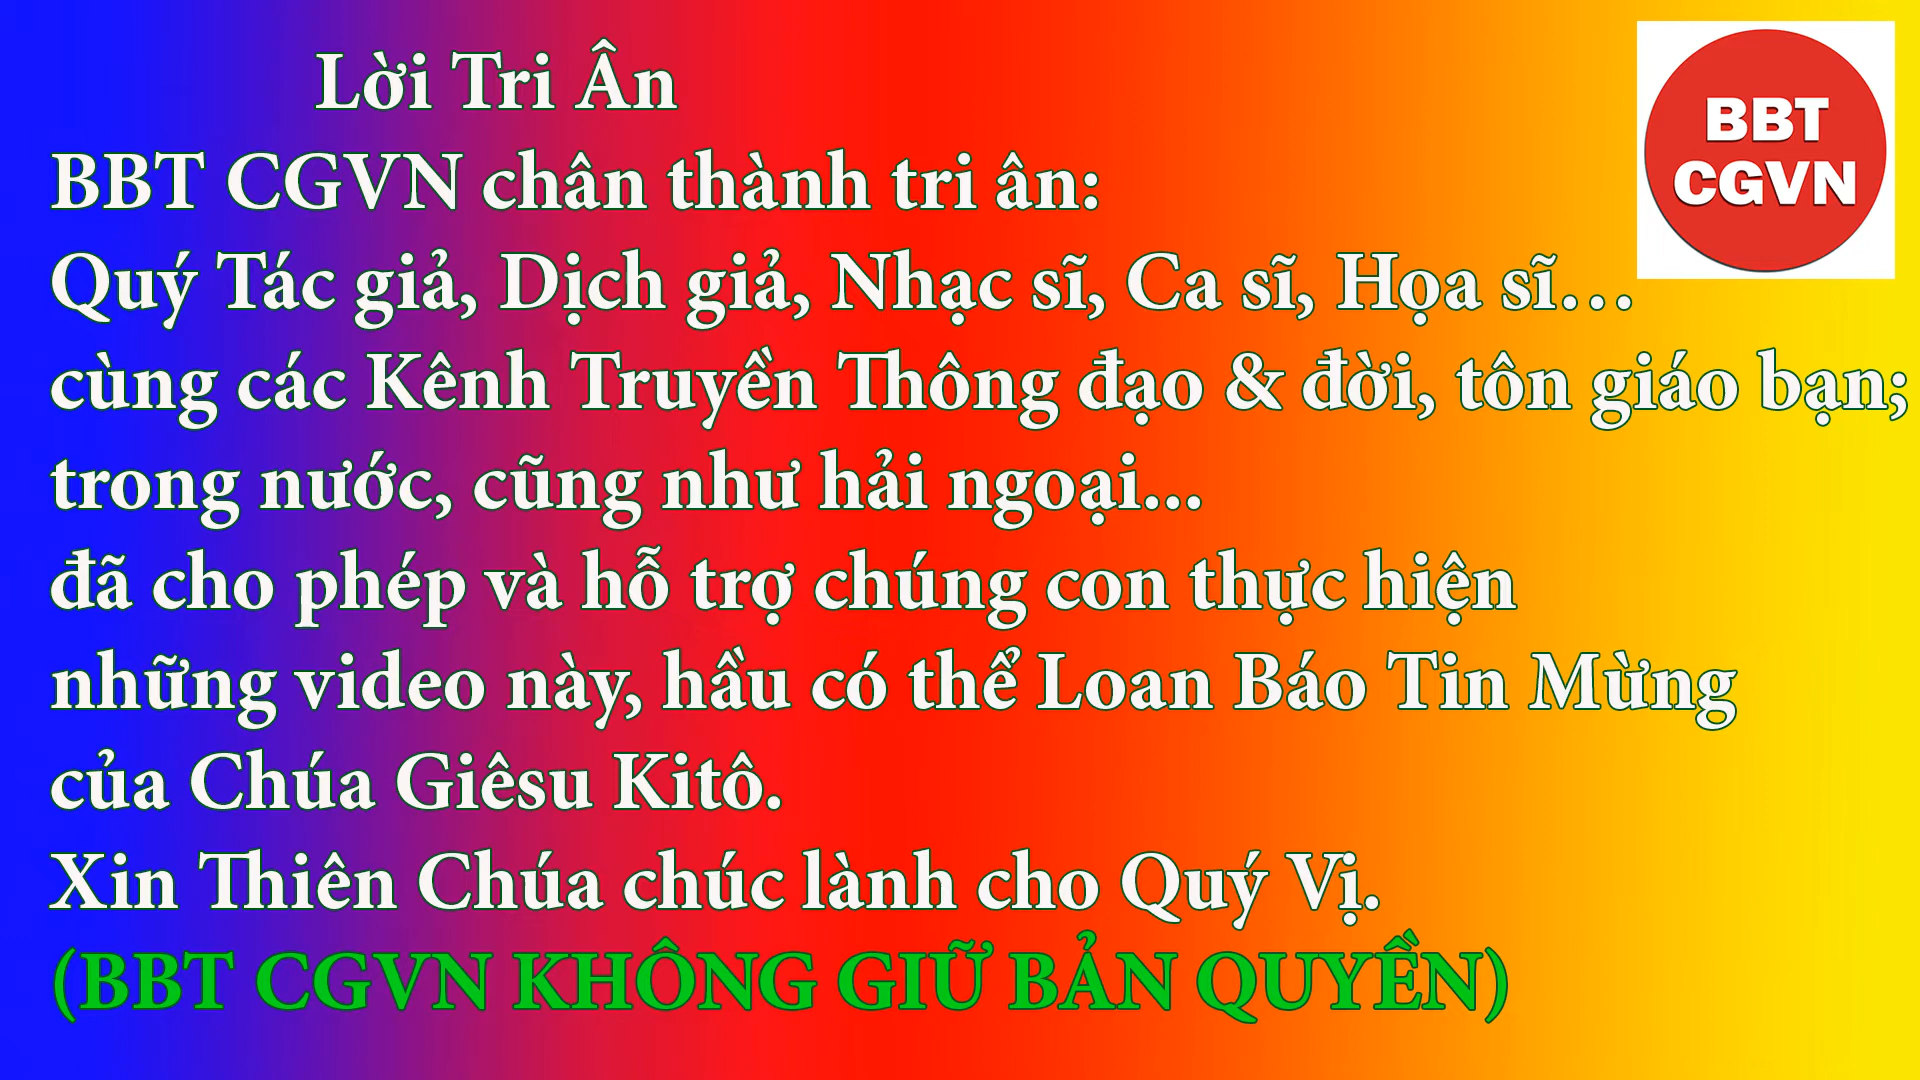 Lời Tri Ân
BBT
CGVN
BBT CGVN chân thành tri ân:
Quý Tác giả, Dịch giả, Nhạc sĩ, Ca sĩ, Họa sĩ…
cùng các Kênh Truyền Thông đạo & đời, tôn giáo bạn;
trong nước, cũng như hải ngoại...
đã cho phép và hỗ trợ chúng con thực hiện
những video này, hầu có thể Loan Báo Tin Mừng
của Chúa Giêsu Kitô.
Xin Thiên Chúa chúc lành cho Quý Vị.
(BBT CGVN KHÔNG GIỮ BẢN QUYỀN)